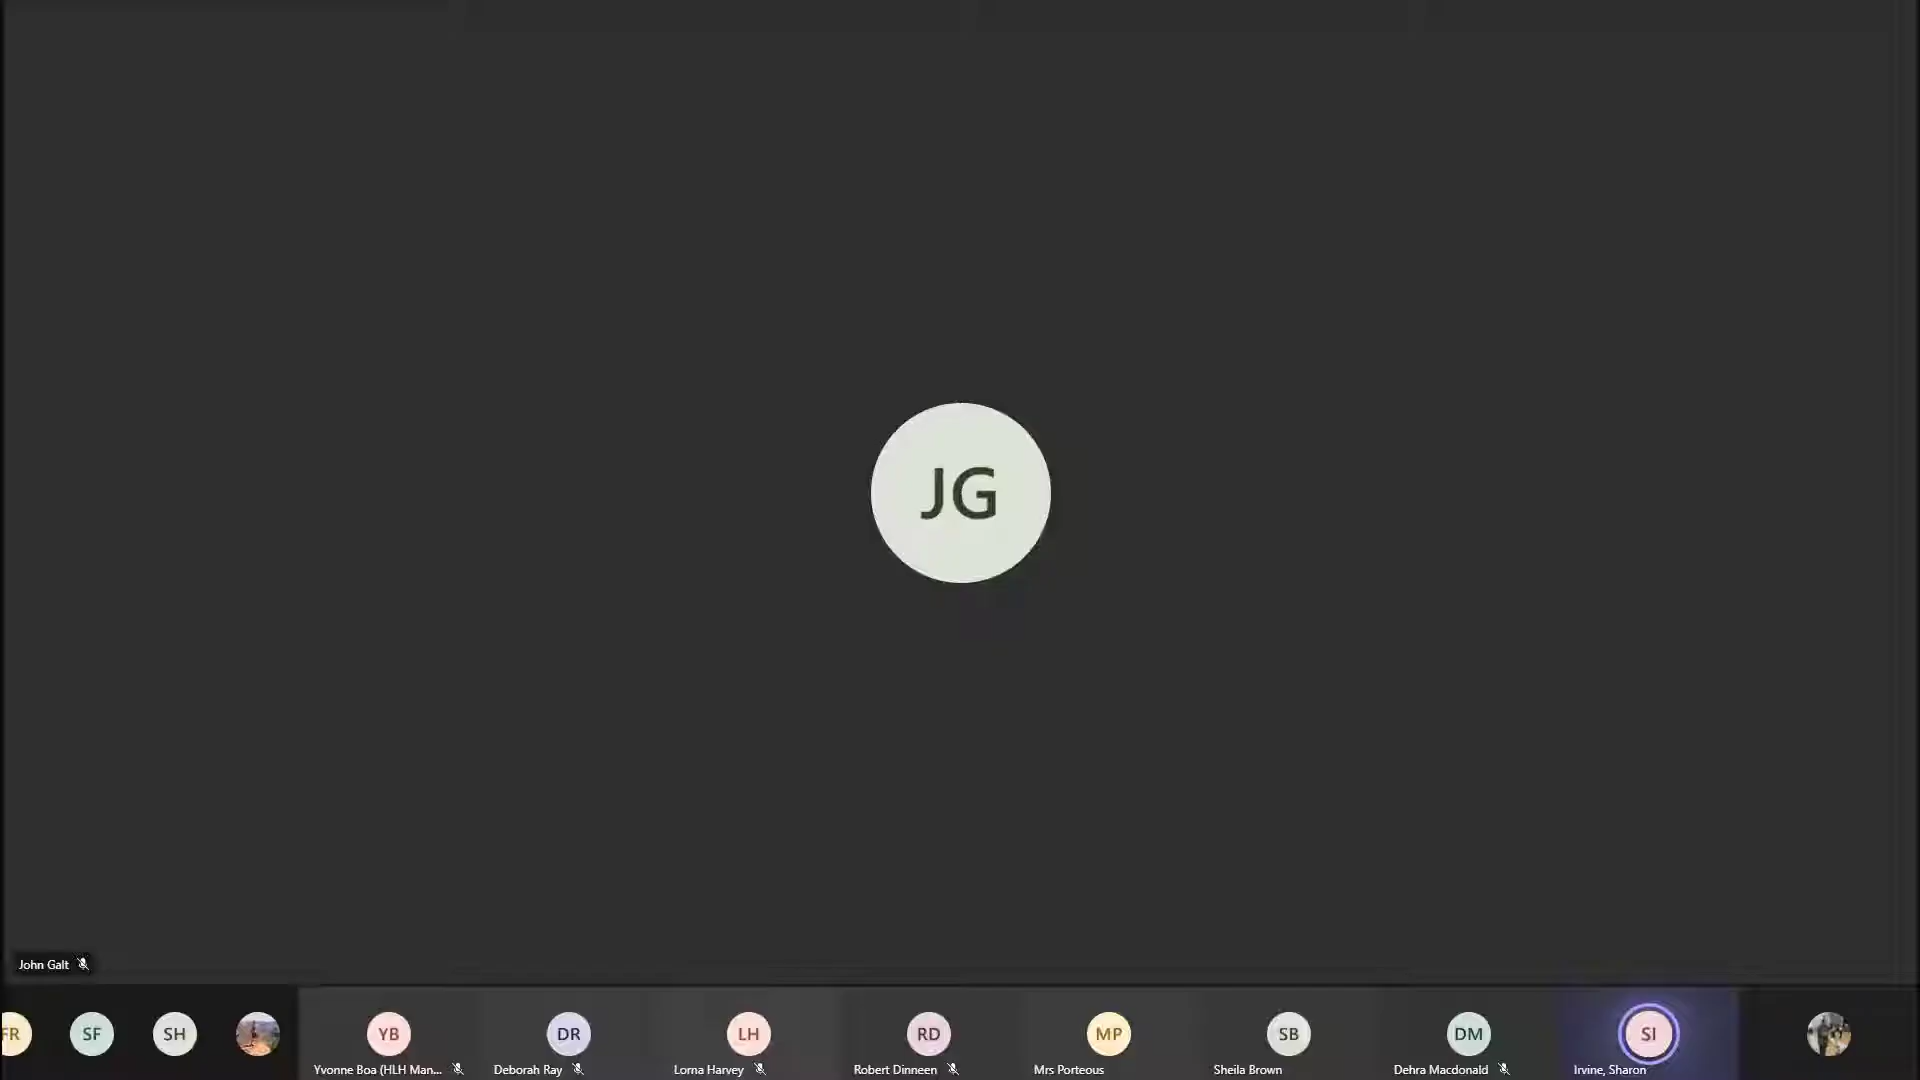 JG
John Galt
FR
SF
SH
YB
DR
LH
RD
MP
SB
DM
SI
Yvonne Boa (HLH Man...
Deborah Ray
Lorna Harvey
Robert Dinneen
Mrs Porteous
Sheila Brown
Dehra Macdonald
Irvine, Sharon